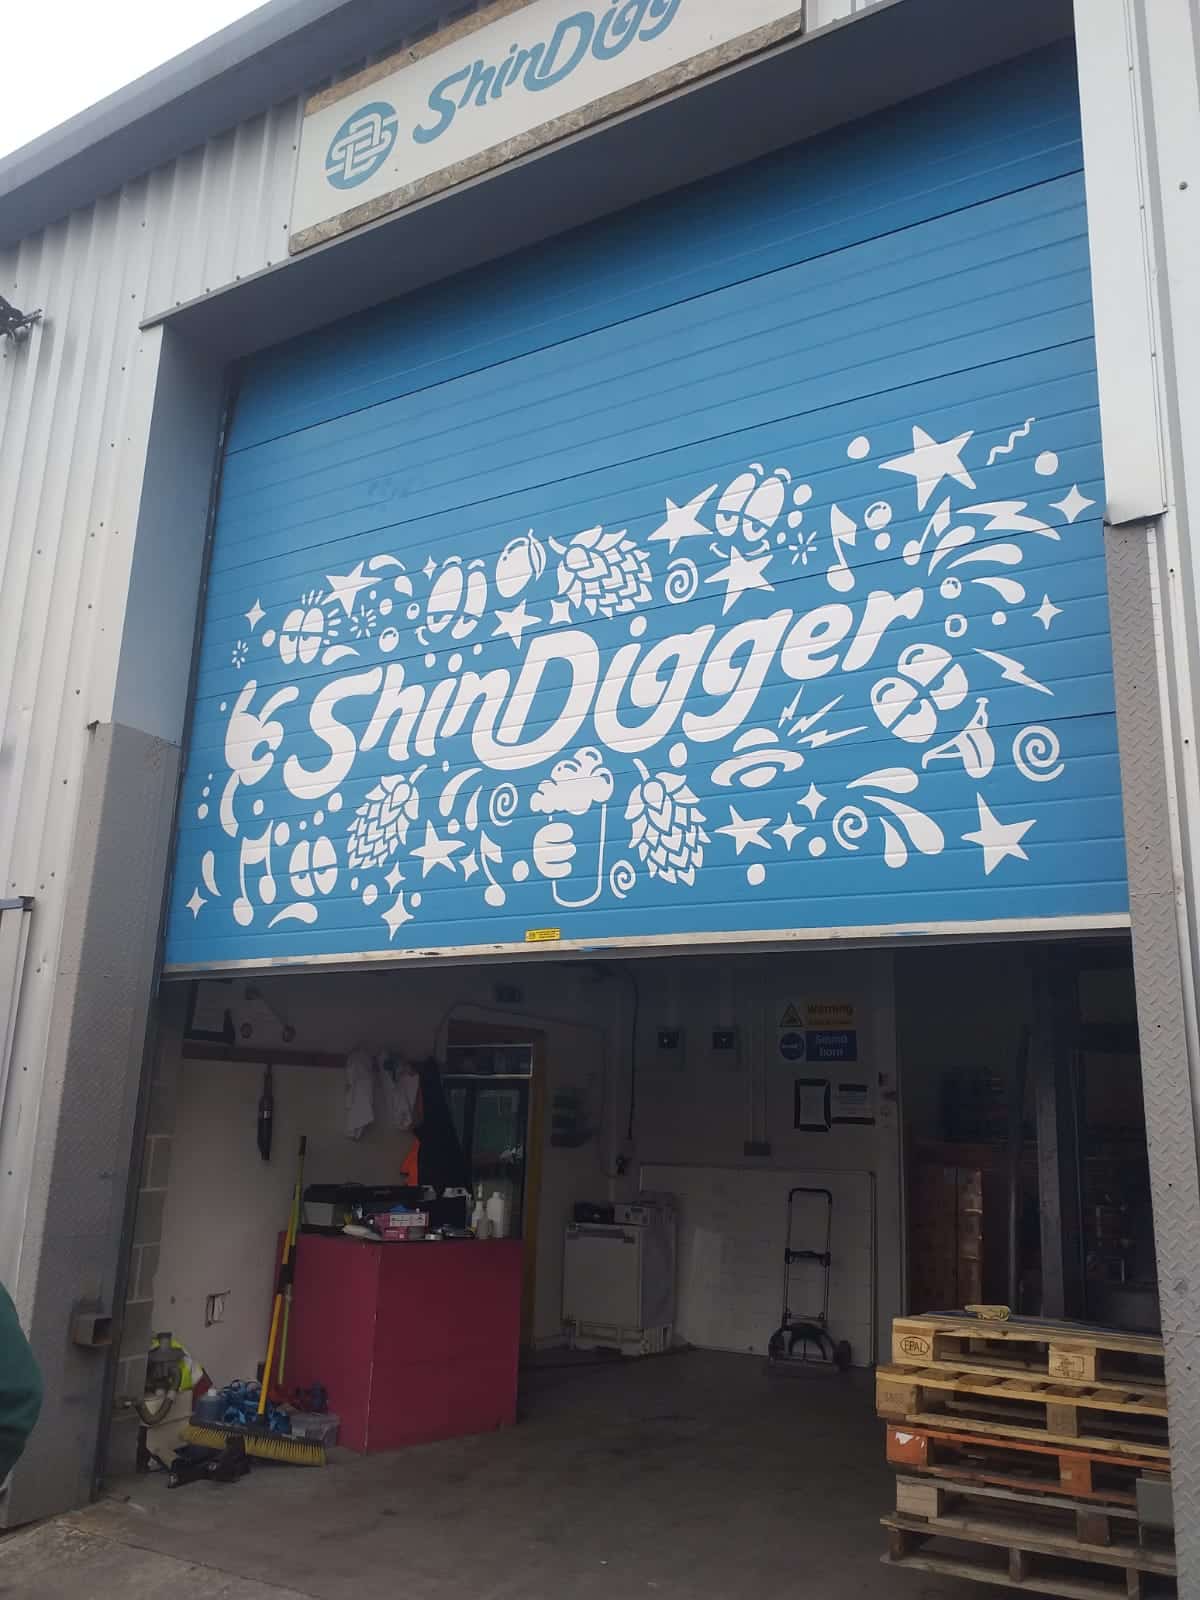 ShinDigg
ShinDigger
Warning
Sound
horn
EPAL